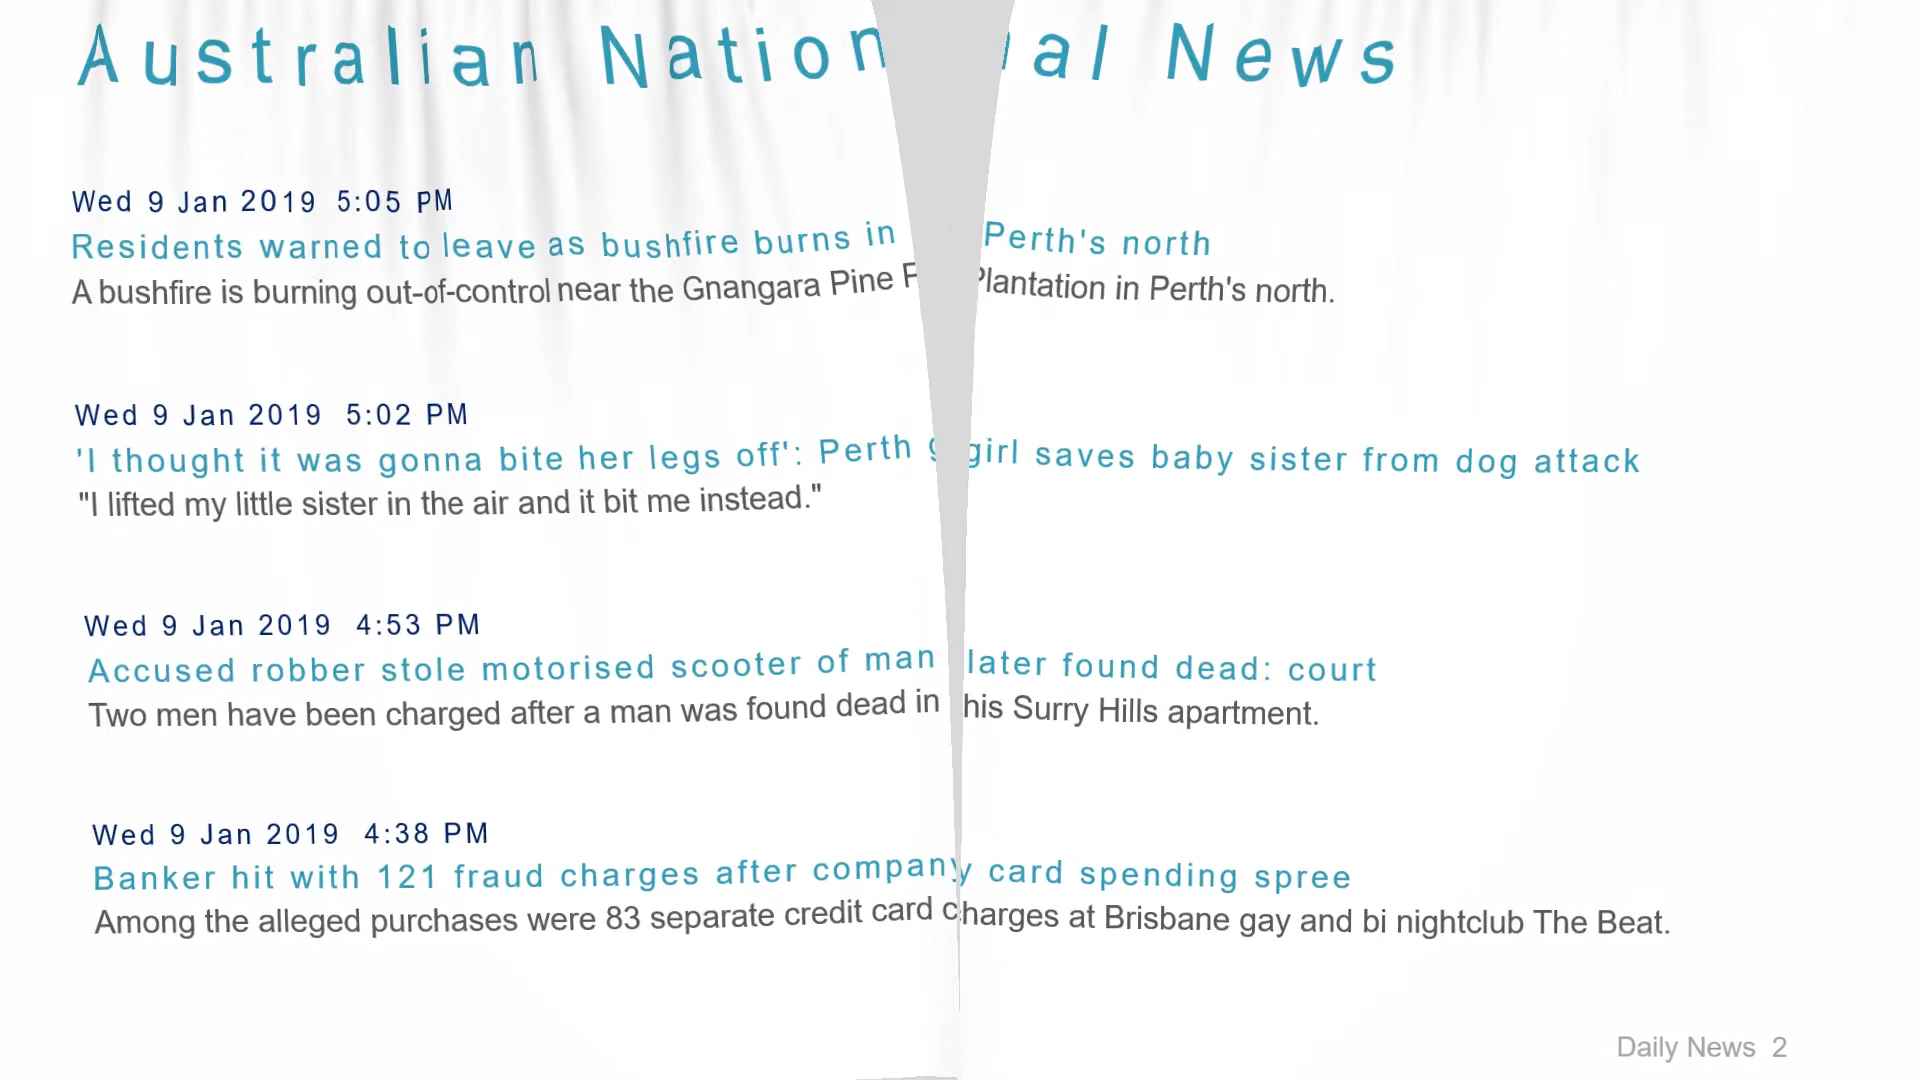 Australian National News
Wed 9 Jan 2019 5:05 PM
Residents warned to leave as bushfire burns in Perth's north
A bushfire is burning out-of-control near the Gnangara Pine Plantation in Perth's north.
Wed 9 Jan 2019 5:02 PM
'I thought it was gonna bite her legs off': Perth girl saves baby sister from dog attack
"I lifted my little sister in the air and it bit me instead."
Wed 9 Jan 2019 4:53 PM
Accused robber stole motorised scooter of man later found dead: court
Two men have been charged after a man was found dead in his Surry Hills apartment.
Wed 9 Jan 2019 4:38 PM
Banker hit with 121 fraud charges after company card spending spree
Among the alleged purchases were 83 separate credit card charges at Brisbane gay and bi nightclub The Beat.
Daily News 2